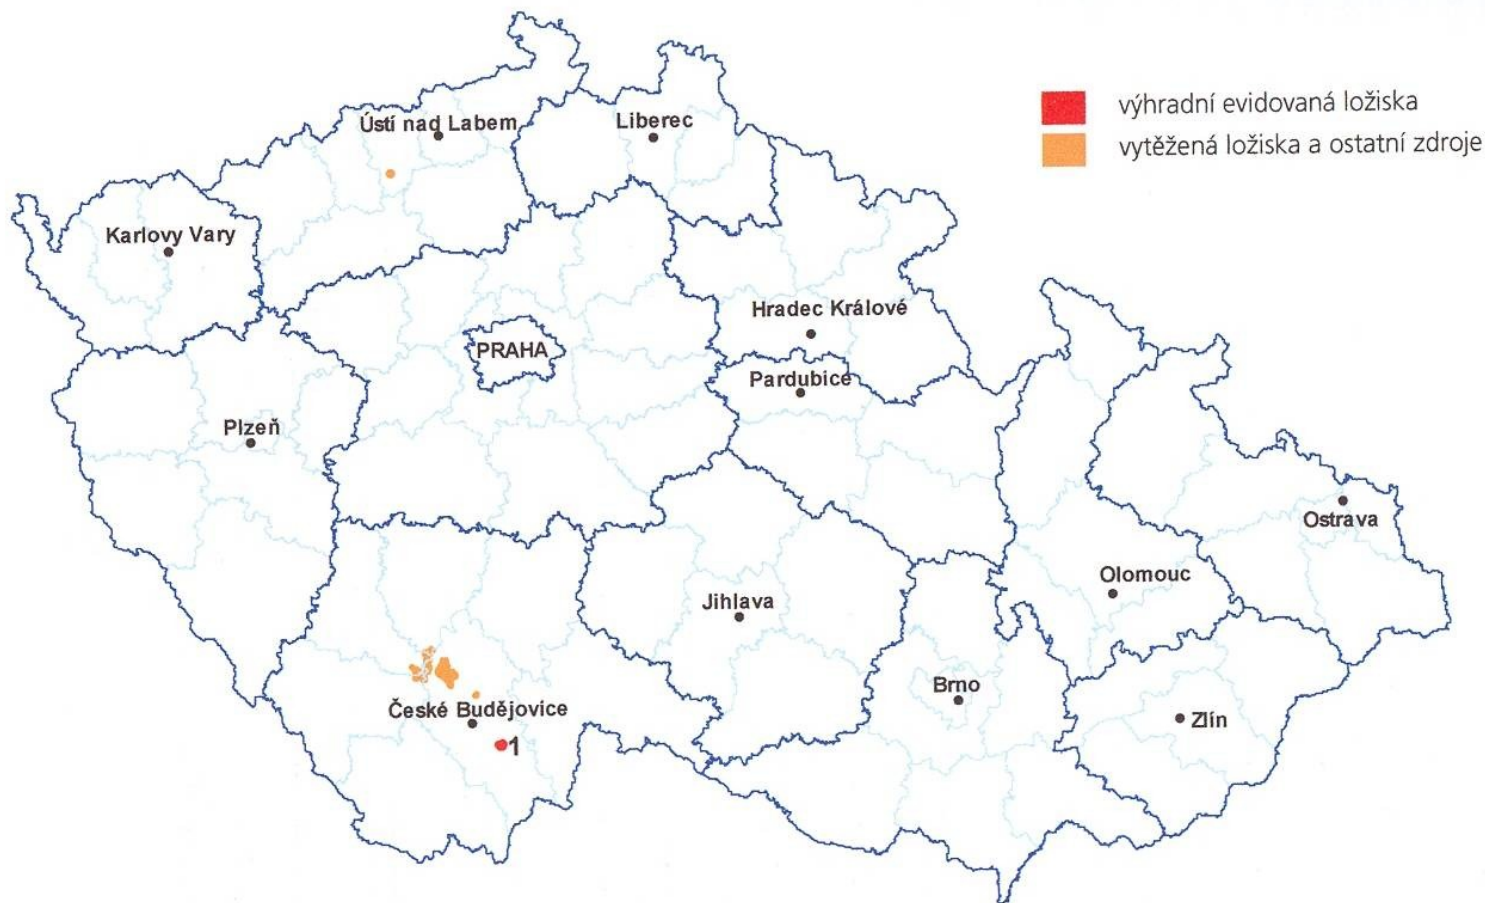 výhradní evidovaná ložiska
vytěžená ložiska a ostatní zdroje
Ústí nad Labem
Liberec
Karlovy Vary
Hradec Králové
PRAHA
Pardubice
Plzeň
Ostrava
Olomouc
Jihlava
Brno
České Budějovice
Zlín
1